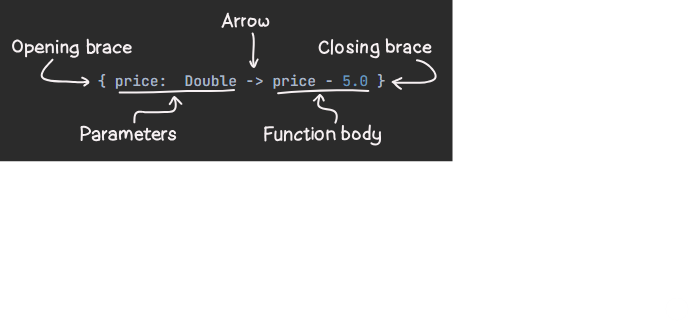 Arrow
Opening brace
Closing brace
{ price:  Double -> price - 5.0 }
Parameters
Function body